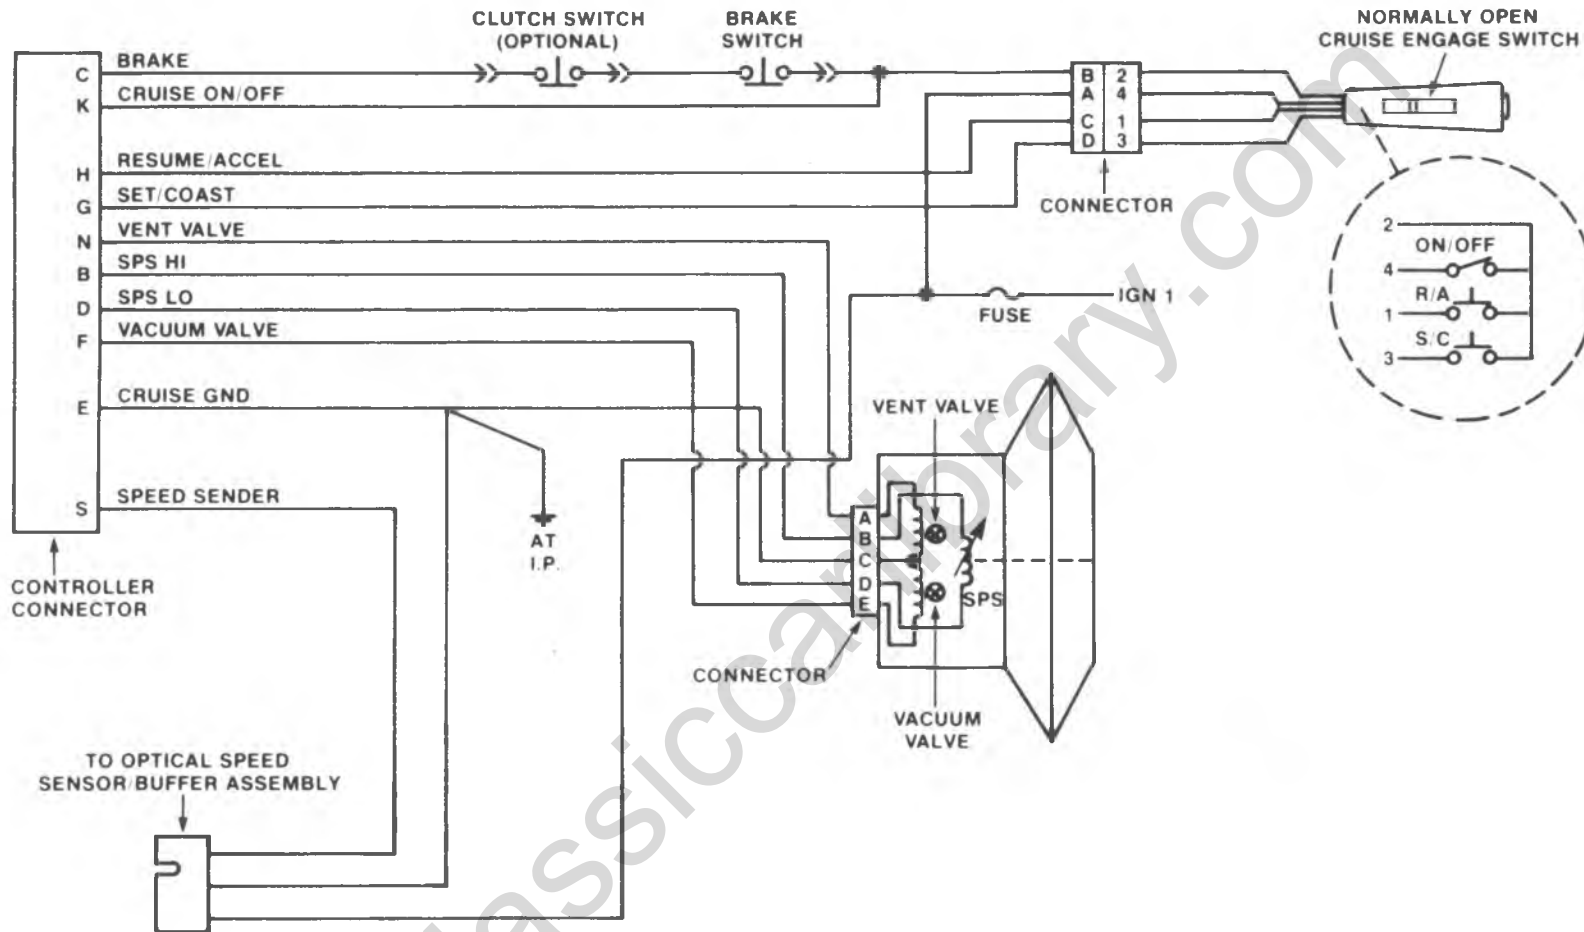 CLUTCH SWITCH
(OPTIONAL)
BRAKE
SWITCH
NORMALLY OPEN
CRUISE ENGAGE SWITCH
C BRAKE
K CRUISE ON/OFF
H RESUME/ACCEL
G SET/COAST
N VENT VALVE
B SPS HI
D SPS LO
F VACUUM VALVE
E CRUISE GND
S SPEED SENDER
CONTROLLER
CONNECTOR
B 2
A 4
C 1
D 3
CONNECTOR
IGN 1
FUSE
2
ON/OFF
4
R/A
1
S/C
3
AT
I.P.
VENT VALVE
A
B
C
D
E
SPS
CONNECTOR
VACUUM
VALVE
TO OPTICAL SPEED
SENSOR/BUFFER ASSEMBLY
lassiccarlibrary.com